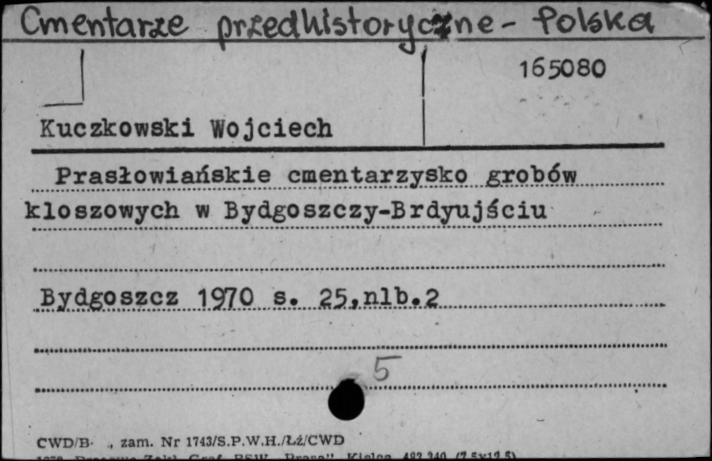 Cmentarze przedhistoryczne - Polska
165080
Kuczkowski Wojciech
Prasłowiańskie cmentarzysko grobów
kloszowych w Bydgoszczy-Brdyujściu
Bydgoszcz 1970 s. 25,nlb.2
5
CWD/B- , zam. Nr 1743/S.P.W.H./Łż/CWD